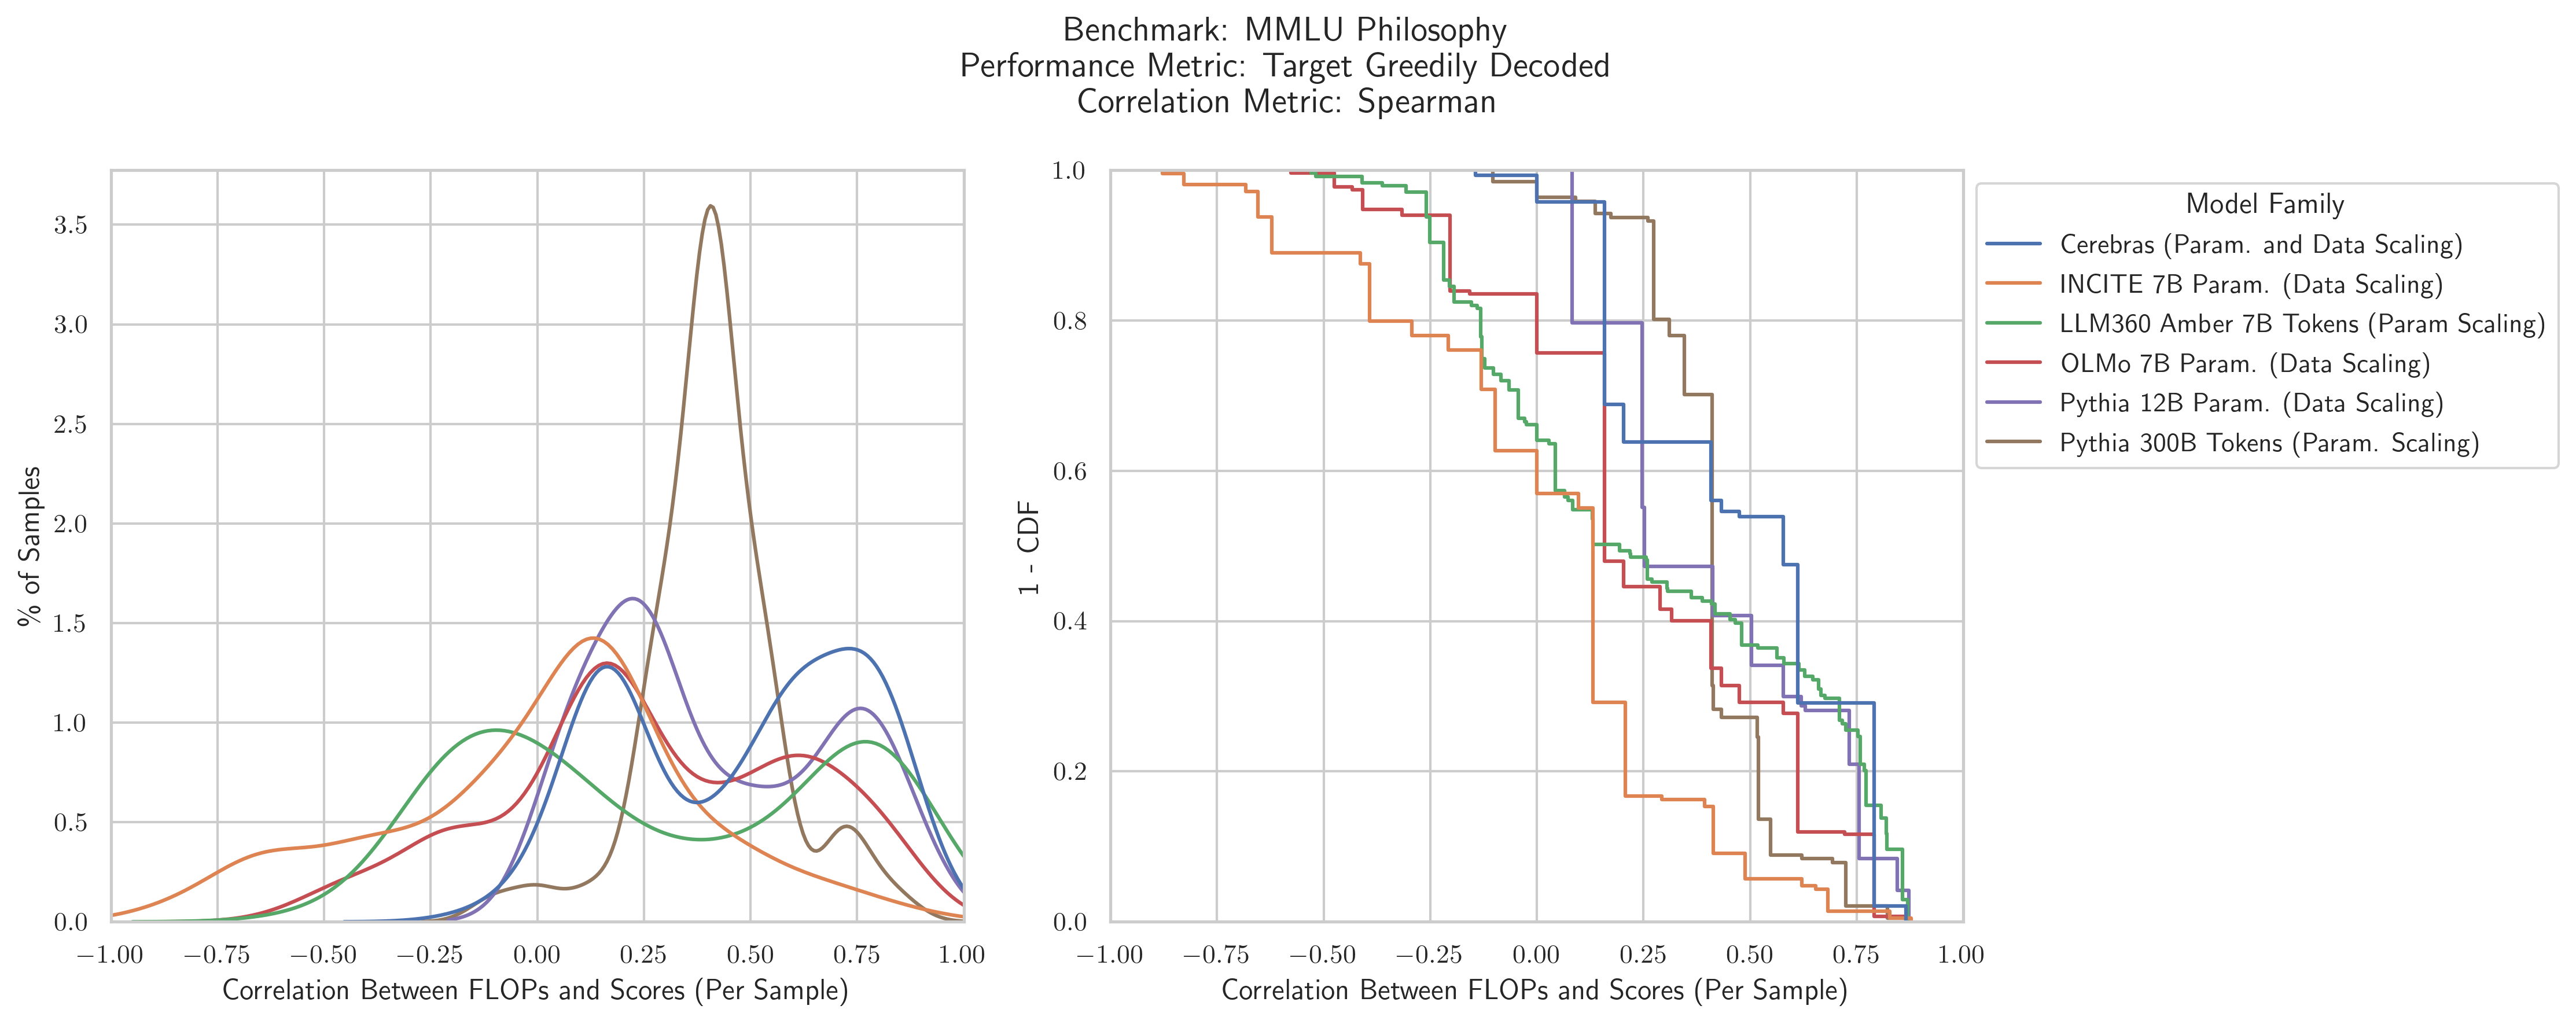 Benchmark: MMLU Philosophy
Performance Metric: Target Greedily Decoded
Correlation Metric: Spearman
% of Samples
3.5
3.0
2.5
2.0
1.5
1.0
0.5
0.0
−1.00 −0.75 −0.50 −0.25 0.00 0.25 0.50 0.75 1.00
Correlation Between FLOPs and Scores (Per Sample)
1 - CDF
1.0
0.8
0.6
0.4
0.2
0.0
−1.00 −0.75 −0.50 −0.25 0.00 0.25 0.50 0.75 1.00
Correlation Between FLOPs and Scores (Per Sample)
Model Family
Cerebras (Param. and Data Scaling)
INCITE 7B Param. (Data Scaling)
LLM360 Amber 7B Tokens (Param Scaling)
OLMo 7B Param. (Data Scaling)
Pythia 12B Param. (Data Scaling)
Pythia 300B Tokens (Param. Scaling)